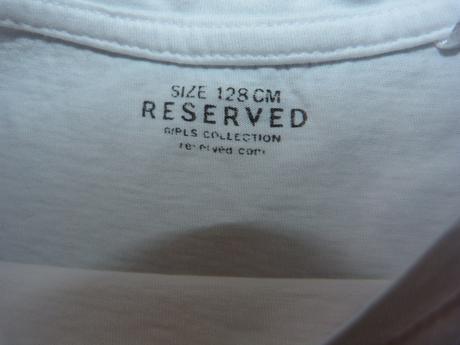 SIZE 128 CM
RESERVED
GIRLS COLLECTION
reserved.com